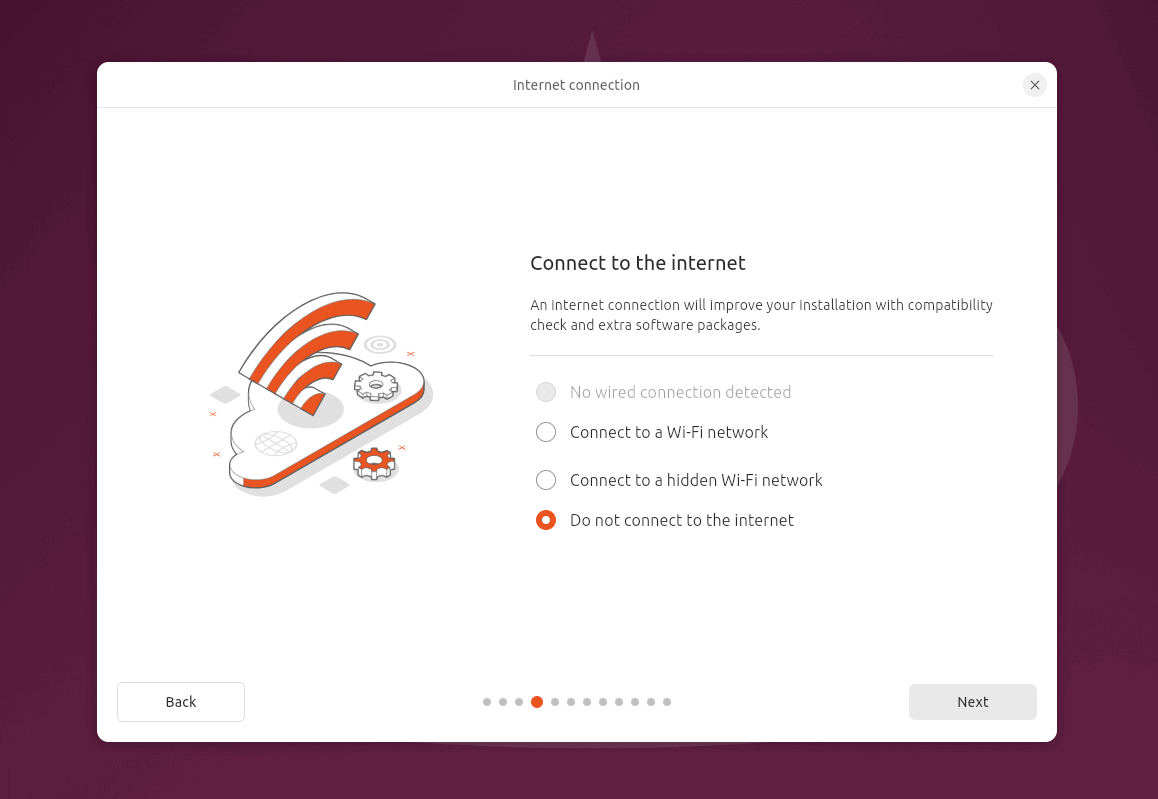 Internet connection
Connect to the internet
An internet connection will improve your installation with compatibility
check and extra software packages.
No wired connection detected
Connect to a Wi-Fi network
Connect to a hidden Wi-Fi network
Do not connect to the internet
Back
Next